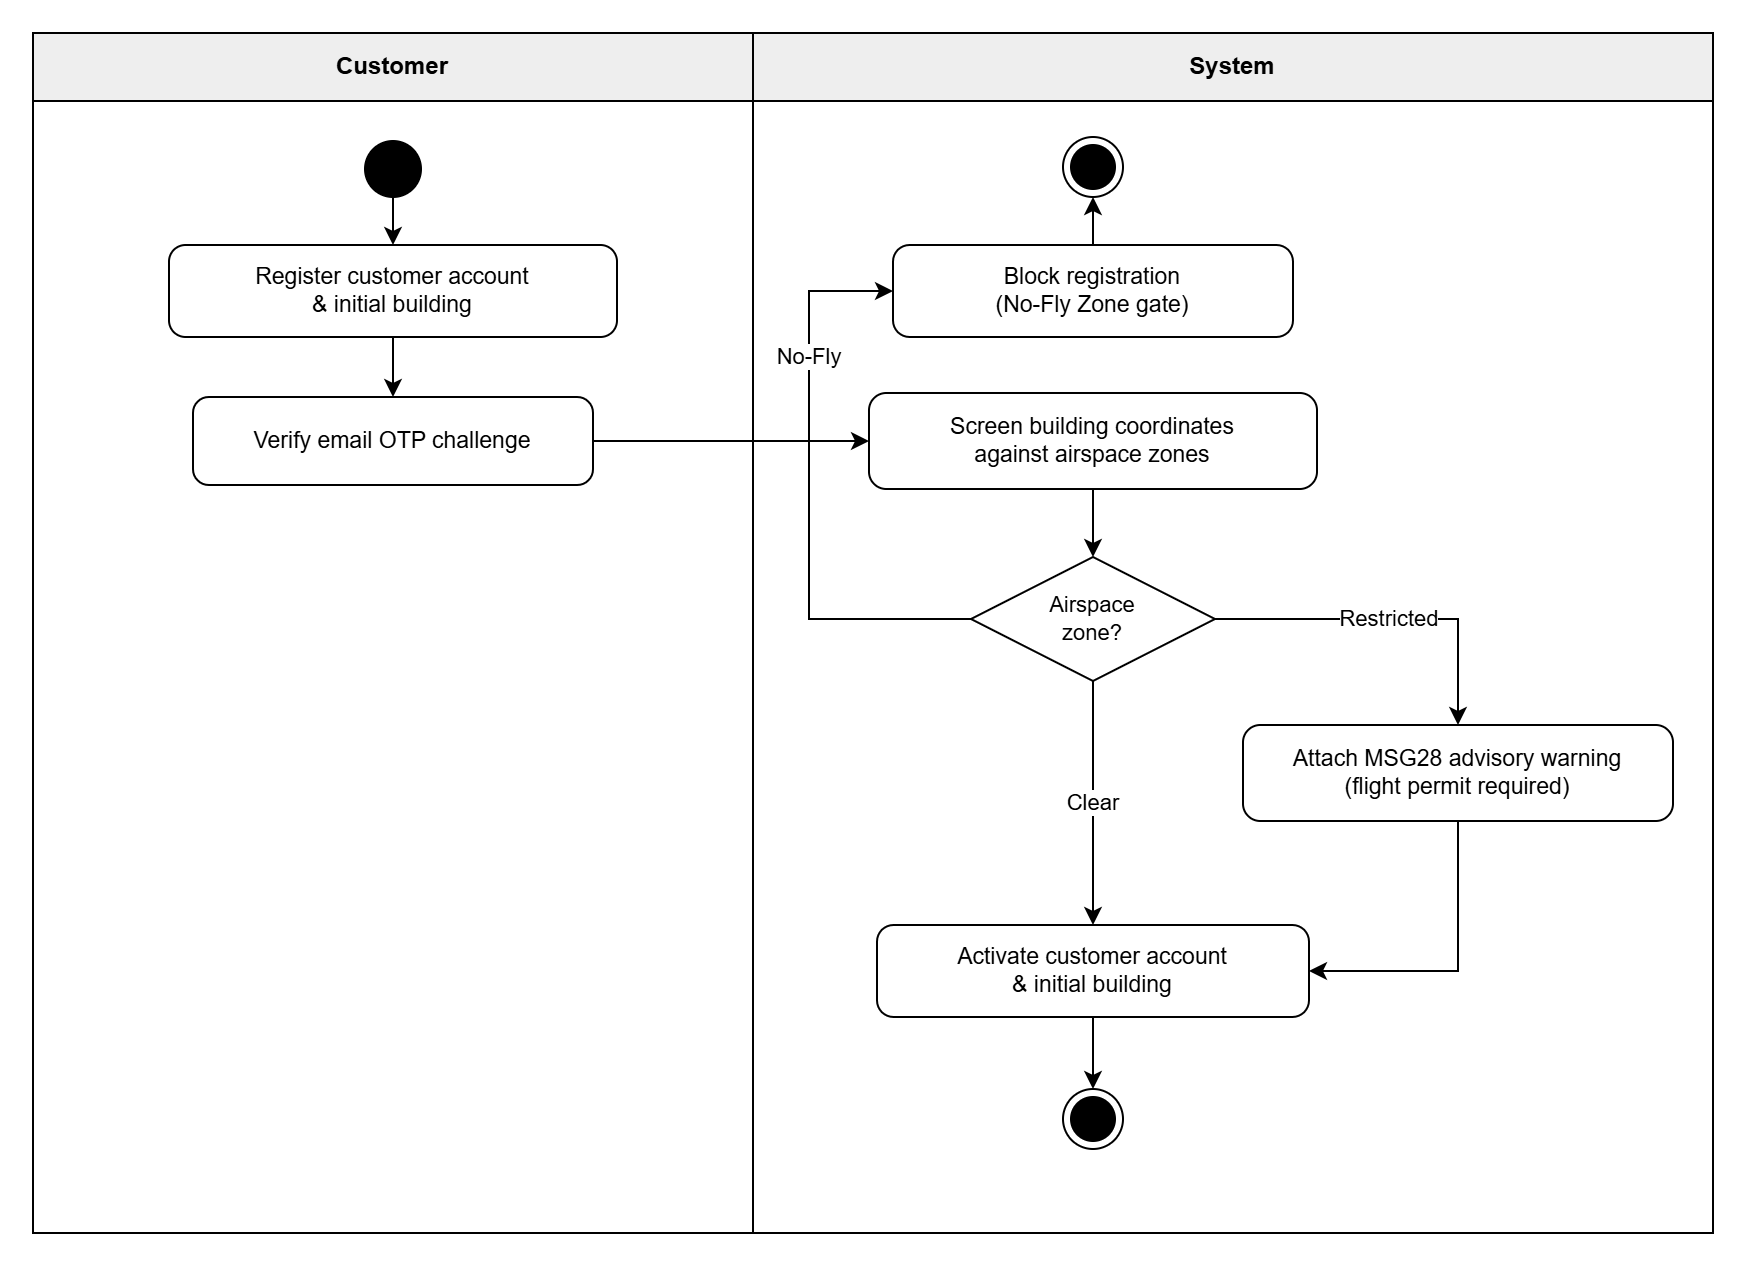 Customer
System
Register customer account
& initial building
Block registration
(No-Fly Zone gate)
No-Fly
Verify email OTP challenge
Screen building coordinates
against airspace zones
Airspace
zone?
Restricted
Attach MSG28 advisory warning
(flight permit required)
Clear
Activate customer account
& initial building